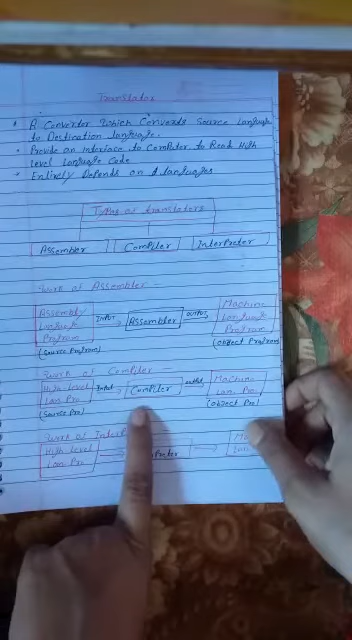 Translator
• A Converter which Converts Source Language
to Destination language.
• Provide an Interface to Computer to Read High
Level Language Code
• Entirely Depends on languages
Types of translators
Assembler Compiler Interpreter
Work of Assembler -
Assembly Language Program INPUT Assembler OUTPUT Machine Language Program
(Source Program) (object Program)
Work of Compiler -
High-level Lan Pro Input Compiler output Machine Lan. Pro
(Source Pro) (object Pro)
Work of
High-level Lan Pro